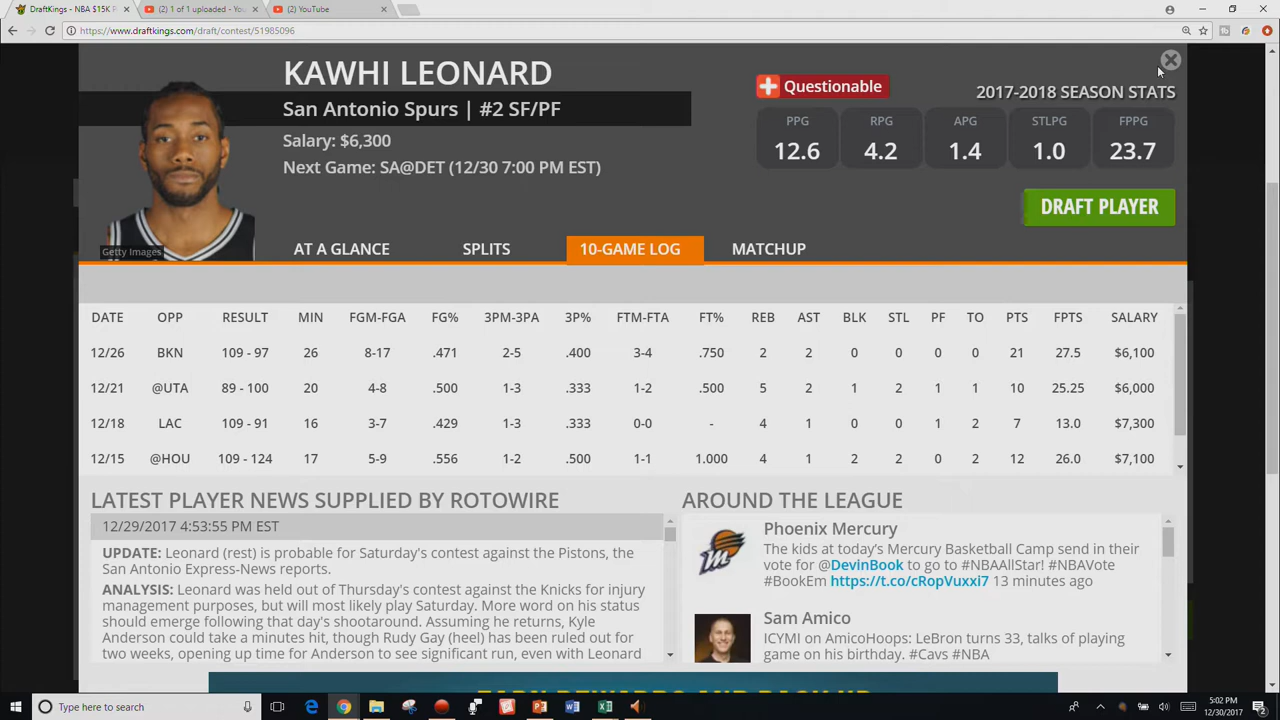 DraftKings - NBA $15K P
(2) 1 of 1 uploaded - You
(2) YouTube
https://www.draftkings.com/draft/contest/51985096
KAWHI LEONARD
San Antonio Spurs | #2 SF/PF
Salary: $6,300
Next Game: SA@DET (12/30 7:00 PM EST)
Getty Images
Questionable
2017-2018 SEASON STATS
PPG RPG APG STLPG FPPG
12.6 4.2 1.4 1.0 23.7
DRAFT PLAYER
AT A GLANCE SPLITS 10-GAME LOG MATCHUP
DATE OPP RESULT MIN FGM-FGA FG% 3PM-3PA 3P% FTM-FTA FT% REB AST BLK STL PF TO PTS FPTS SALARY
12/26 BKN 109 - 97 26 8-17 .471 2-5 .400 3-4 .750 2 2 0 0 0 0 21 27.5 $6,100
12/21 @UTA 89 - 100 20 4-8 .500 1-3 .333 1-2 .500 5 2 1 2 1 1 10 25.25 $6,000
12/18 LAC 109 - 91 16 3-7 .429 1-3 .333 0-0 - 4 1 0 0 1 2 7 13.0 $7,300
12/15 @HOU 109 - 124 17 5-9 .556 1-2 .500 1-1 1.000 4 1 2 2 0 2 12 26.0 $7,100
LATEST PLAYER NEWS SUPPLIED BY ROTOWIRE
12/29/2017 4:53:55 PM EST
UPDATE: Leonard (rest) is probable for Saturday's contest against the Pistons, the
San Antonio Express-News reports.
ANALYSIS: Leonard was held out of Thursday's contest against the Knicks for injury
management purposes, but will most likely play Saturday. More word on his status
should emerge following that day's shootaround. Assuming he returns, Kyle
Anderson could take a minutes hit, though Rudy Gay (heel) has been ruled out for
two weeks, opening up time for Anderson to see significant run, even with Leonard
AROUND THE LEAGUE
Phoenix Mercury
The kids at today's Mercury Basketball Camp send in their
vote for @DevinBook to go to #NBAAllStar! #NBAVote
#BookEm https://t.co/cRopVuxxi7 13 minutes ago
Sam Amico
ICYMI on AmicoHoops: LeBron turns 33, talks of playing
game on his birthday. #Cavs #NBA
Type here to search
5:02 PM
12/30/2017